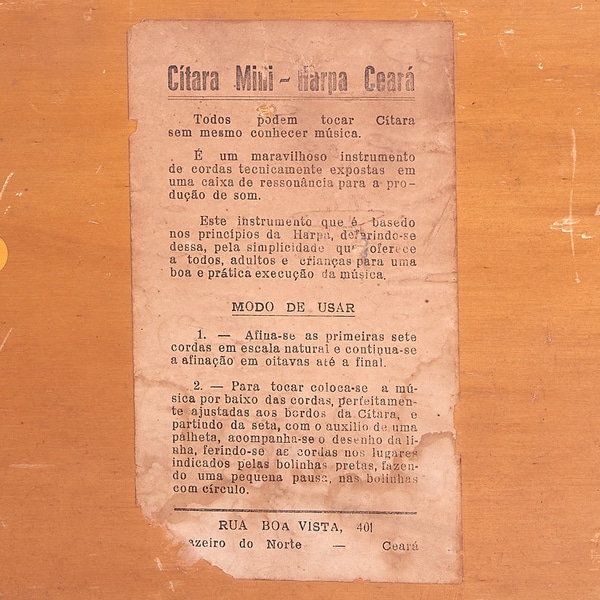 Cítara Mini - Harpa Ceará
Todos podem tocar Cítara
sem mesmo conhecer música.
É um maravilhoso instrumento
de cordas tecnicamente expostas em
uma caixa de ressonância para a pro-
dução de som.
Este instrumento que é basedo
nos princípios da Harpa, deferindo-se
dessa, pela simplicidade que oferece
a todos, adultos e crianças para uma
boa e prática execução da música.
MODO DE USAR
1. — Afina-se as primeiras sete
cordas em escala natural e continua-se
a afinação em oitavas até a final.
2. — Para tocar coloca-se a mú-
sica por baixo das cordas, perfeitamen-
te ajustadas aos bordos da Cítara, e
partindo da seta, com o auxilio de uma
palheta, acompanha-se o desenho da li-
nha, ferindo-se as cordas nos lugares
indicados pelas bolinhas pretas, fazen-
do uma pequena pausa, nas bolinhas
com círculo.
RUA BOA VISTA, 401
azeiro do Norte — Ceará